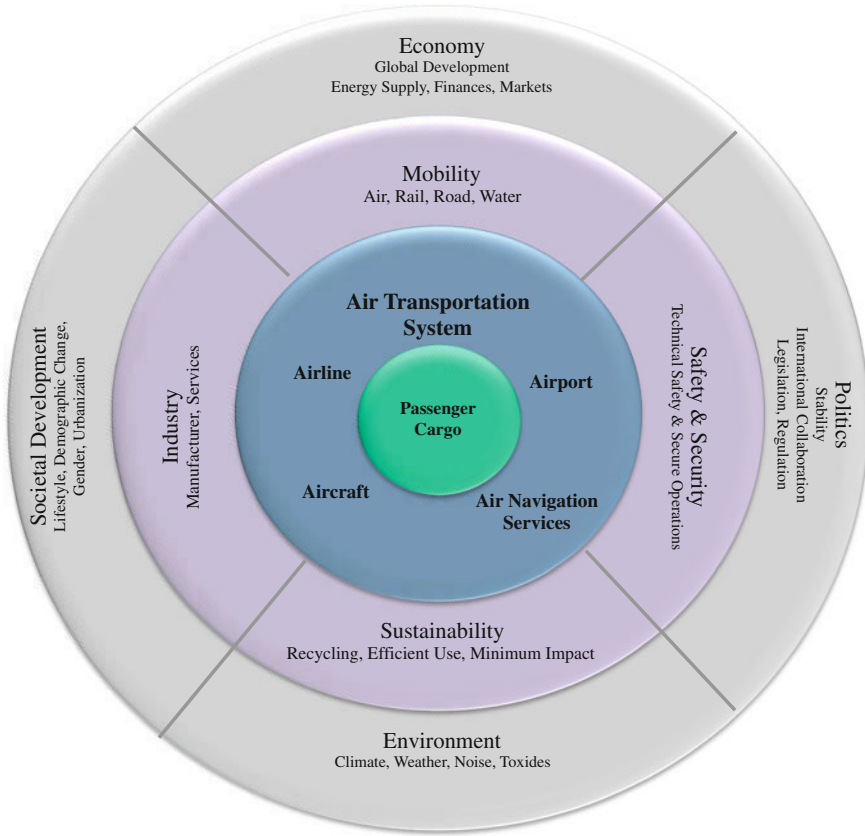 Economy
Global Development
Energy Supply, Finances, Markets
Mobility
Air, Rail, Road, Water
Air Transportation
System
Airline
Airport
Passenger
Cargo
Aircraft
Air Navigation
Services
Societal Development
Lifestyle, Demographic Change,
Gender, Urbanization
Industry
Manufacturer, Services
Safety & Security
Technical Safety & Secure Operations
Politics
Stability
International Collaboration
Legislation, Regulation
Sustainability
Recycling, Efficient Use, Minimum Impact
Environment
Climate, Weather, Noise, Toxides